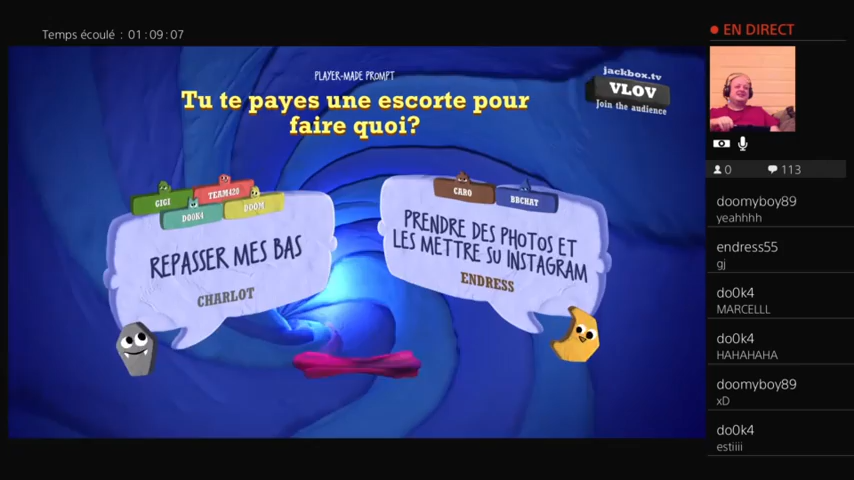 Temps écoulé : 01:09:07
EN DIRECT
PLAYER-MADE PROMPT
Tu te payes une escorte pour
faire quoi?
jackbox.tv
VLOV
Join the audience
GIGI
TEAM420
DOOK4
DOOM
REPASSER MES BAS
CHARLOT
CARO
BBCHAT
PRENDRE DES PHOTOS ET
LES METTRE SU INSTAGRAM
ENDRESS
0
113
doomyboy89
yeahhhh
endress55
gj
do0k4
MARCELLL
do0k4
HAHAHAHA
doomyboy89
xD
do0k4
estiiii